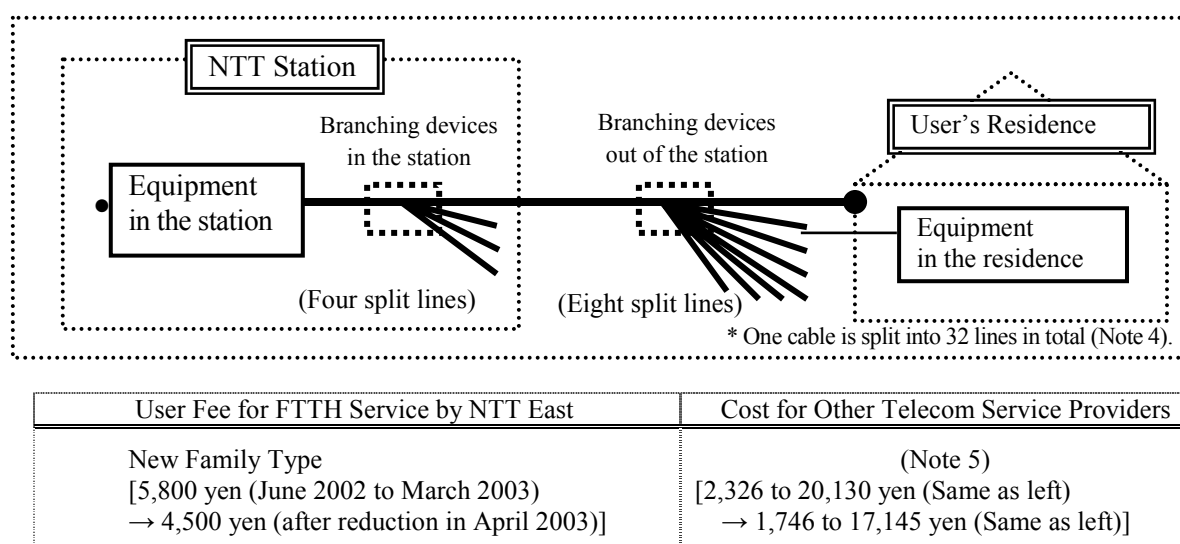 NTT Station
Branching devices
in the station
Branching devices
out of the station
User's Residence
Equipment
in the station
Equipment
in the residence
(Four split lines)
(Eight split lines)
* One cable is split into 32 lines in total (Note 4).
User Fee for FTTH Service by NTT East
Cost for Other Telecom Service Providers
New Family Type
[5,800 yen (June 2002 to March 2003)
→ 4,500 yen (after reduction in April 2003)]
(Note 5)
[2,326 to 20,130 yen (Same as left)
→ 1,746 to 17,145 yen (Same as left)]